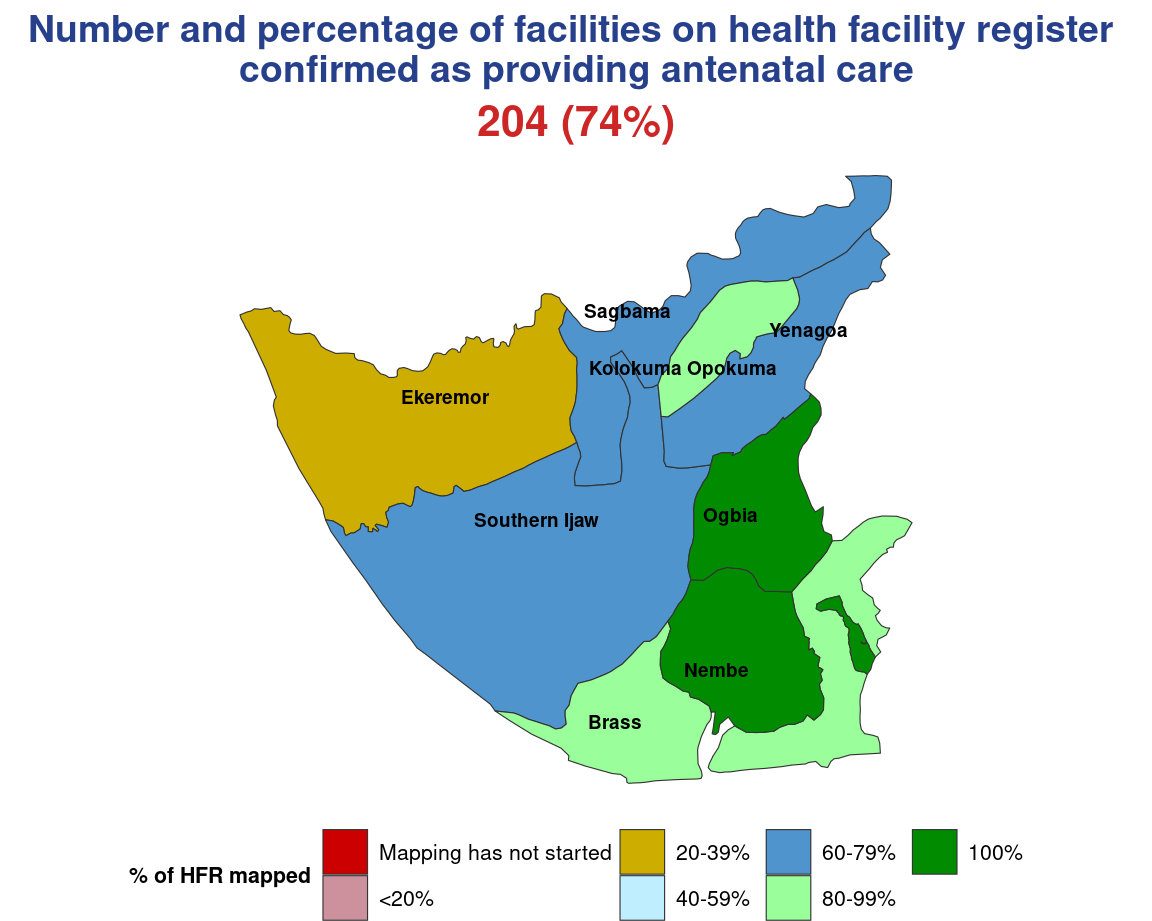 Number and percentage of facilities on health facility register
confirmed as providing antenatal care
204 (74%)
Sagbama
Yenagoa
Kolokuma Opokuma
Ekeremor
Ogbia
Southern Ijaw
Nembe
Brass
% of HFR mapped
Mapping has not started
<20%
20-39%
40-59%
60-79%
80-99%
100%